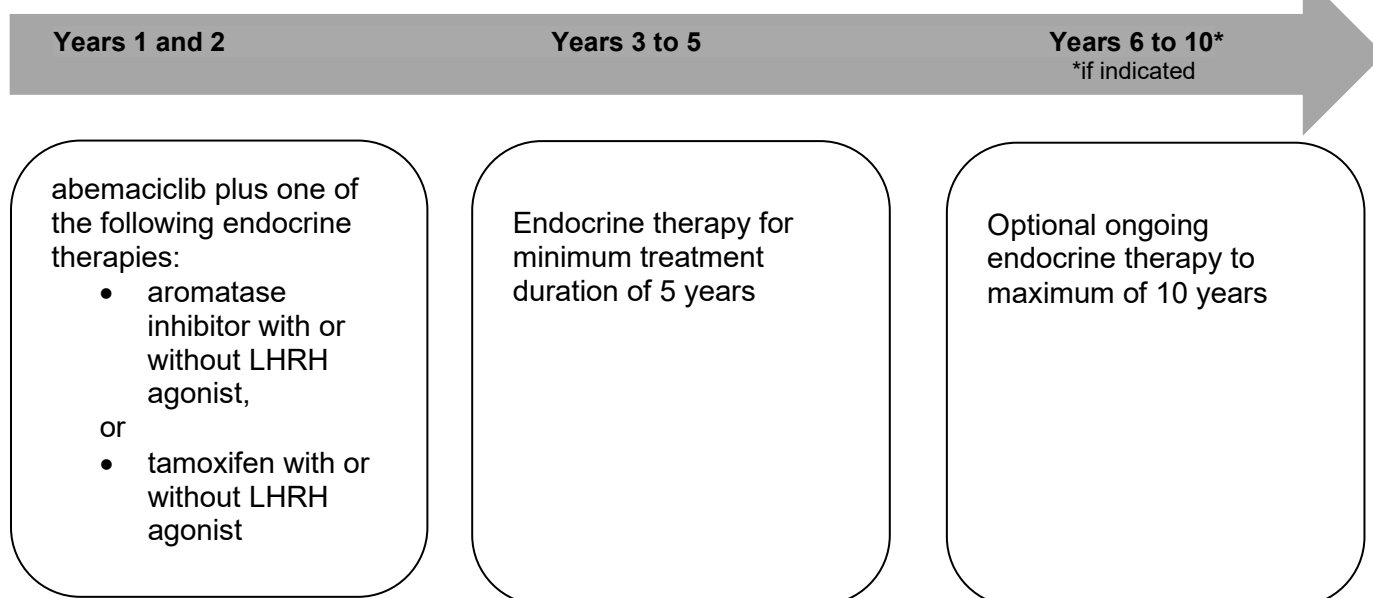 Years 1 and 2
Years 3 to 5
Years 6 to 10*
*if indicated
abemaciclib plus one of
the following endocrine
therapies:
• aromatase
inhibitor with or
without LHRH
agonist,
or
• tamoxifen with or
without LHRH
agonist
Endocrine therapy for
minimum treatment
duration of 5 years
Optional ongoing
endocrine therapy to
maximum of 10 years